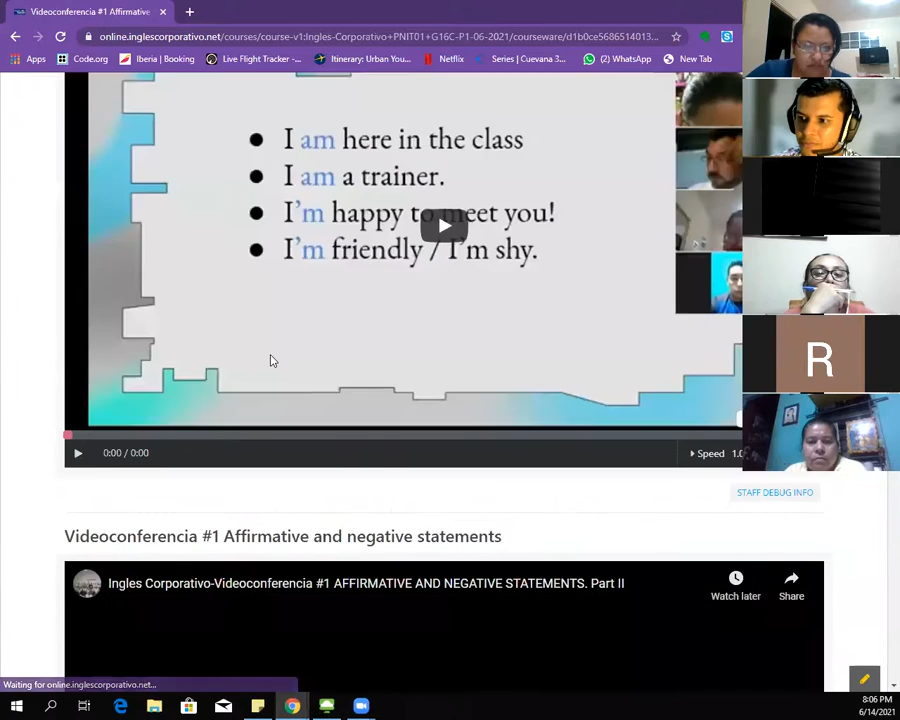 Videoconferencia #1 Affirmative
online.inglescorporativo.net/courses/course-v1:Ingles-Corporativo+PNIT01+G16C-P1-06-2021/courseware/d1b0ce5686514013...
Apps
Code.org
Iberia | Booking
Live Flight Tracker -...
Itinerary: Urban You...
Netflix
Series | Cuevana 3...
(2) WhatsApp
New Tab
● I am here in the class
● I am a trainer.
● I'm happy to meet you!
● I'm friendly / I'm shy.
R
0:00 / 0:00
Speed
STAFF DEBUG INFO
Videoconferencia #1 Affirmative and negative statements
Ingles Corporativo-Videoconferencia #1 AFFIRMATIVE AND NEGATIVE STATEMENTS. Part II
Watch later
Share
Waiting for online.inglescorporativo.net...
8:06 PM
6/14/2021